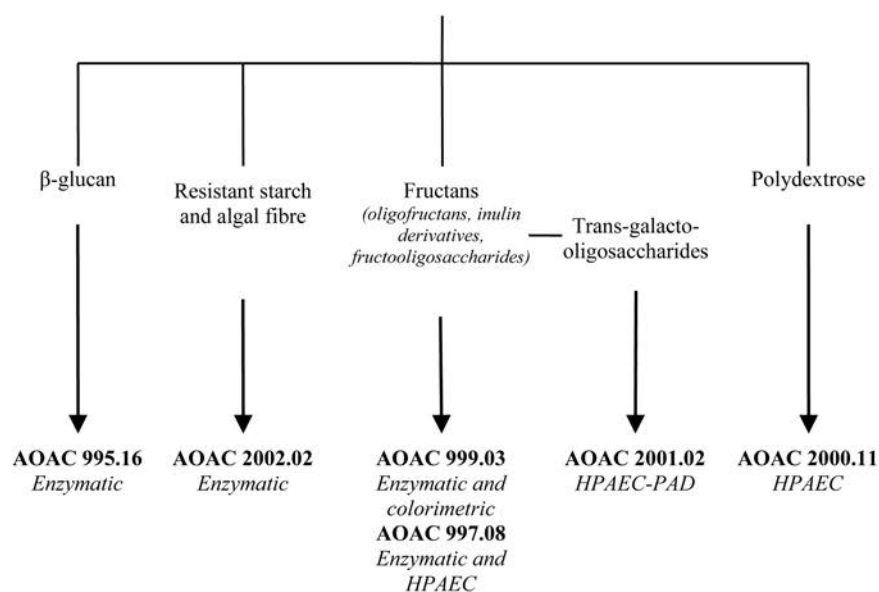 β-glucan
Resistant starch
and algal fibre
Fructans
(oligofructans, inulin
derivatives,
fructooligosaccharides)
Trans-galacto-
oligosaccharides
Polydextrose
AOAC 995.16
Enzymatic
AOAC 2002.02
Enzymatic
AOAC 999.03
Enzymatic and
colorimetric
AOAC 997.08
Enzymatic and
HPAEC
AOAC 2001.02
HPAEC-PAD
AOAC 2000.11
HPAEC